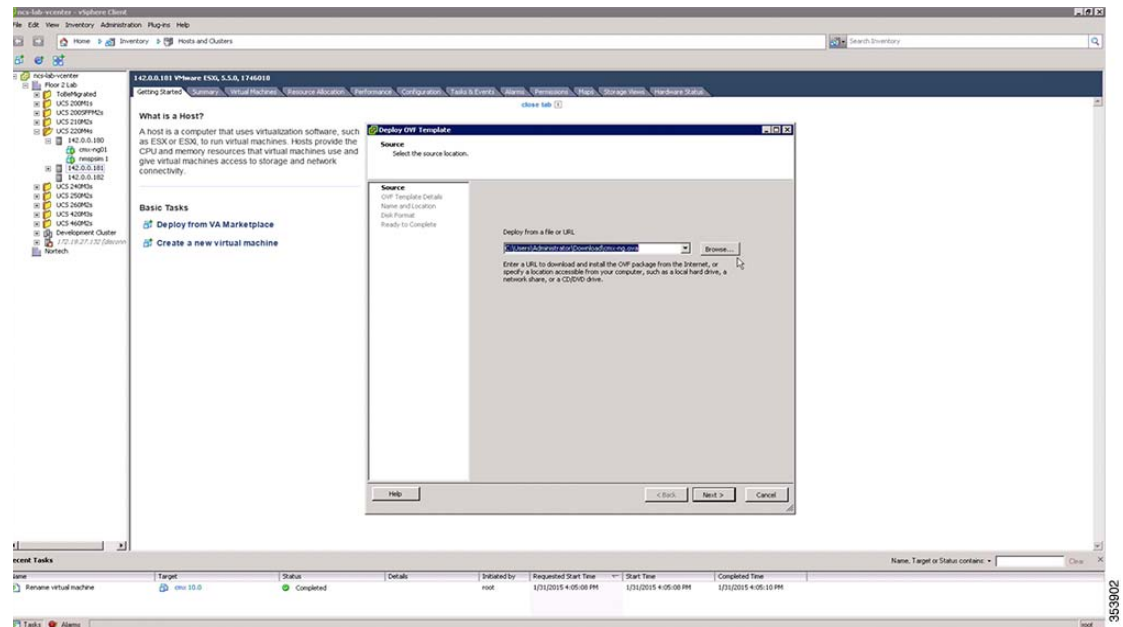 ncs-lab-vcenter - vSphere Client
File Edit View Inventory Administration Plug-ins Help
Home Inventory Hosts and Clusters
Search Inventory
ncs-lab-vcenter
Floor 2 Lab
ToBeMigrated
UCS 200M1s
UCS 200SFFM2s
UCS 210M2s
UCS 220M4s
142.0.0.180
cmx-ng01
nmspsim 1
142.0.0.181
142.0.0.182
UCS 240M3s
UCS 250M2s
UCS 260M2s
UCS 420M3s
UCS 460M2s
Development Cluster
172.19.27.132 (disconn
Nortech
142.0.0.181 VMware ESXi, 5.5.0, 1746018
Getting Started Summary Virtual Machines Resource Allocation Performance Configuration Tasks & Events Alarms Permissions Maps Storage Views Hardware Status
close tab
What is a Host?
A host is a computer that uses virtualization software, such
as ESX or ESXi, to run virtual machines. Hosts provide the
CPU and memory resources that virtual machines use and
give virtual machines access to storage and network
connectivity.
Basic Tasks
Deploy from VA Marketplace
Create a new virtual machine
Deploy OVF Template
Source
Select the source location.
Source
OVF Template Details
Name and Location
Disk Format
Ready to Complete
Deploy from a file or URL
C:\Users\Administrator\Download\cmx-ng.ova
Browse...
Enter a URL to download and install the OVF package from the Internet, or
specify a location accessible from your computer, such as a local hard drive, a
network share, or a CD/DVD drive.
Help
< Back
Next >
Cancel
ecent Tasks
Name, Target or Status contains:
Clear
ame Target Status Details Initiated by Requested Start Time Start Time Completed Time
Rename virtual machine cmx 10.0 Completed root 1/31/2015 4:05:08 PM 1/31/2015 4:05:08 PM 1/31/2015 4:05:10 PM
Tasks Alarms
root
353902